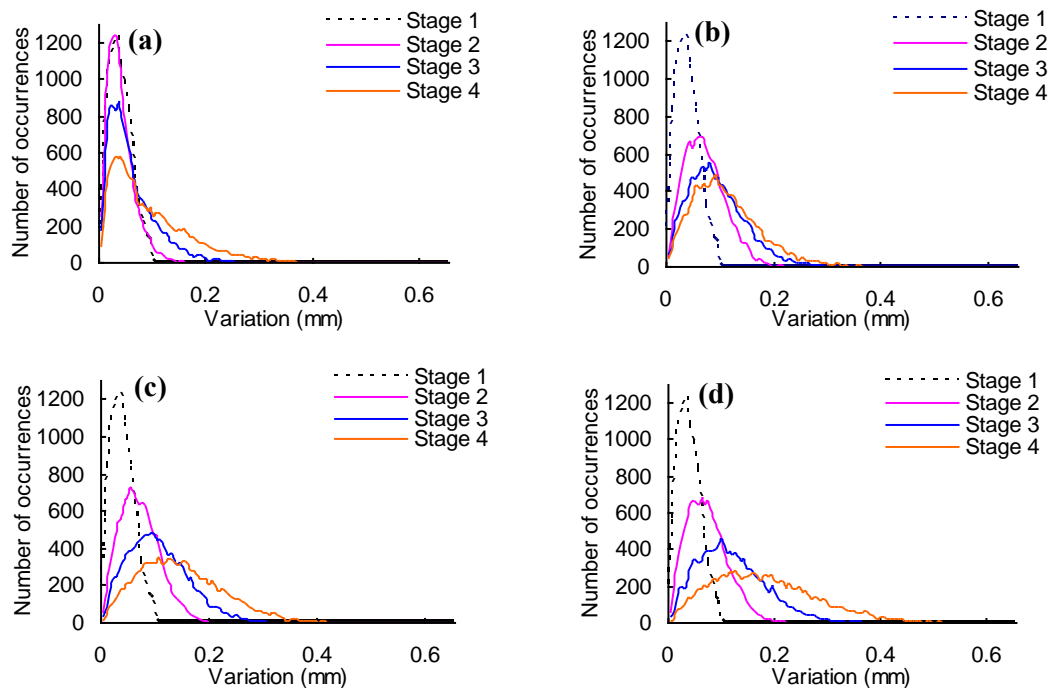 (a)
Stage 1
Stage 2
Stage 3
Stage 4
Number of occurrences
1200
1000
800
600
400
200
0
0 0.2 0.4 0.6
Variation (mm)
(b)
Stage 1
Stage 2
Stage 3
Stage 4
Number of occurrences
1200
1000
800
600
400
200
0
0 0.2 0.4 0.6
Variation (mm)
(c)
Stage 1
Stage 2
Stage 3
Stage 4
Number of occurrences
1200
1000
800
600
400
200
0
0 0.2 0.4 0.6
Variation (mm)
(d)
Stage 1
Stage 2
Stage 3
Stage 4
Number of occurrences
1200
1000
800
600
400
200
0
0 0.2 0.4 0.6
Variation (mm)